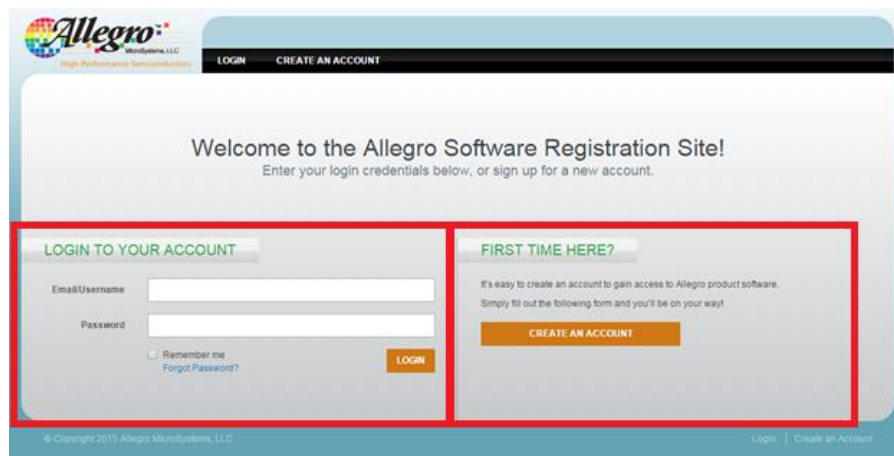 Allegro
MicroSystems, LLC
High Performance Semiconductors
LOGIN CREATE AN ACCOUNT
Welcome to the Allegro Software Registration Site!
Enter your login credentials below, or sign up for a new account.
LOGIN TO YOUR ACCOUNT
Email/Username
Password
Remember me
Forgot Password?
LOGIN
FIRST TIME HERE?
It's easy to create an account to gain access to Allegro product software.
Simply fill out the following form and you'll be on your way!
CREATE AN ACCOUNT
© Copyright 2015 Allegro MicroSystems, LLC
Login | Create an Account